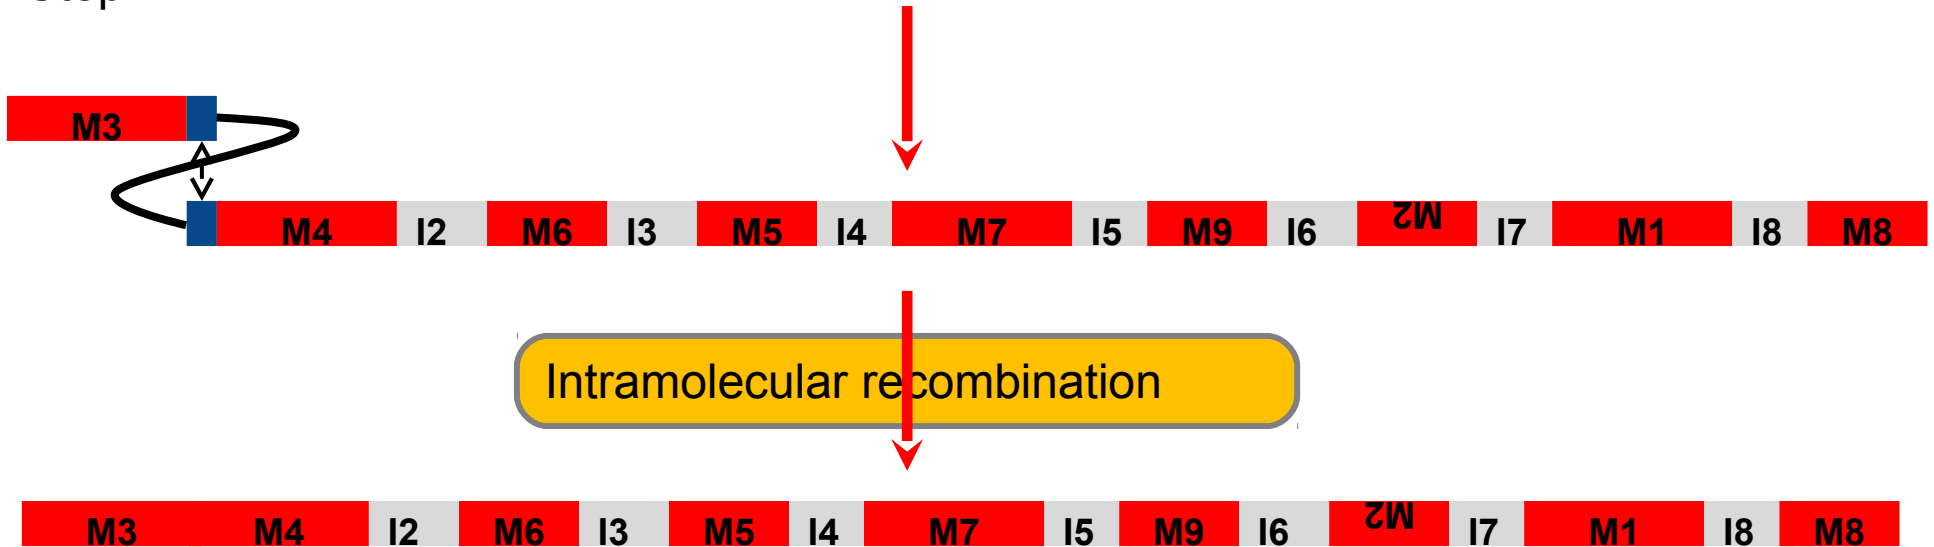 M3
M4 I2 M6 I3 M5 I4 M7 I5 M9 I6 M2 I7 M1 I8 M8
Intramolecular recombination
M3 M4 I2 M6 I3 M5 I4 M7 I5 M9 I6 M2 I7 M1 I8 M8